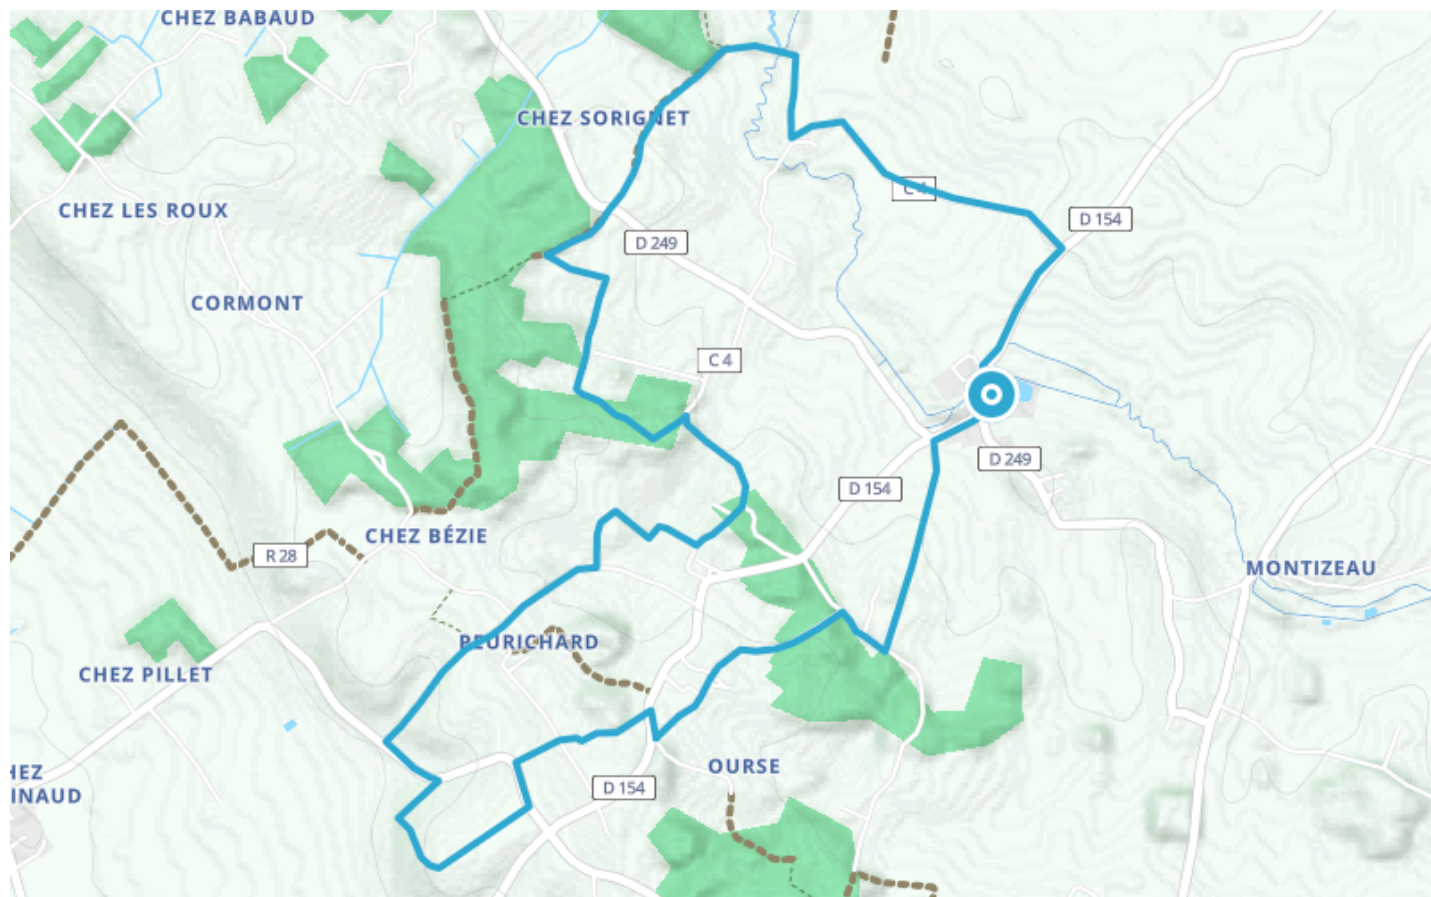 CHEZ BABAUD
CHEZ SORIGNET
C 4
CHEZ LES ROUX
D 154
D 249
CORMONT
C 4
D 249
D 154
CHEZ BÉZIE
R 28
MONTIZEAU
PEURICHARD
CHEZ PILLET
OURSE
HEZ
INAUD
D 154